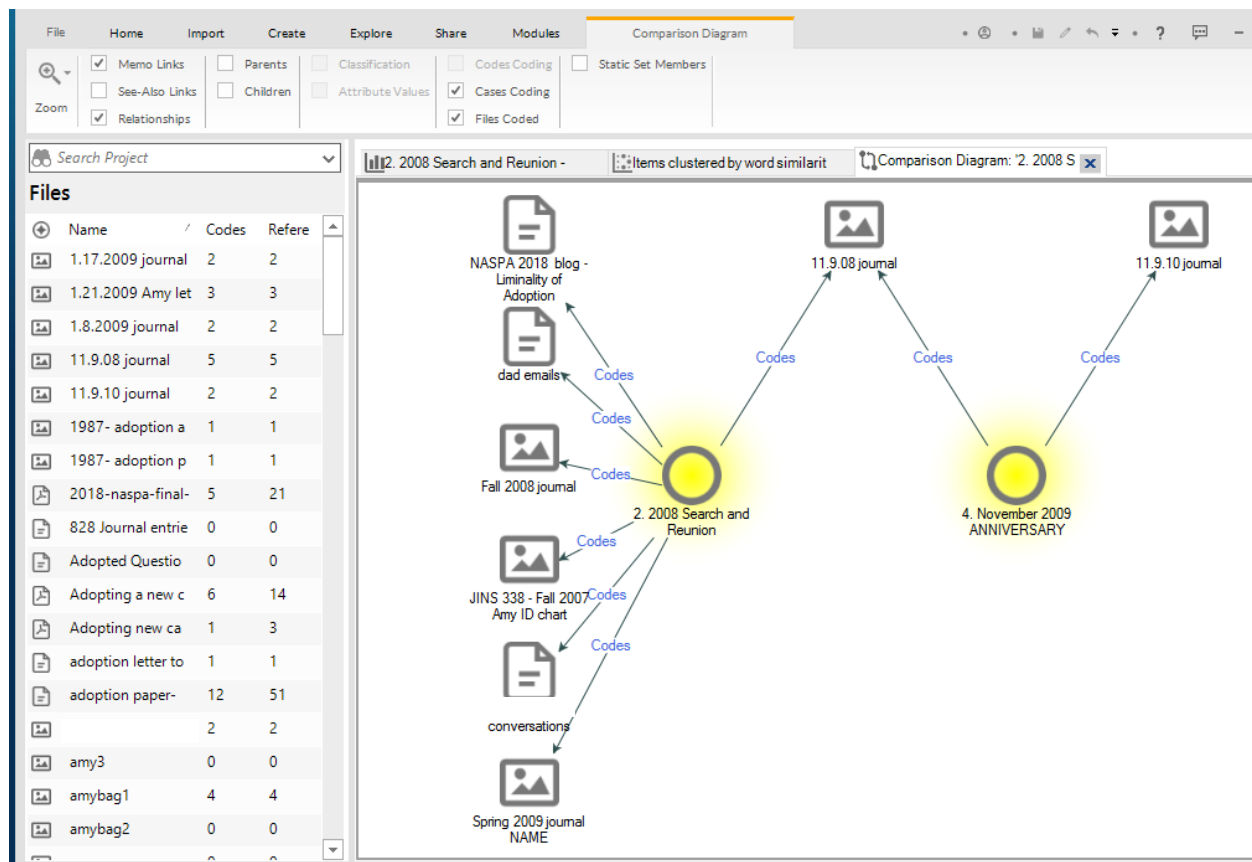 File Home Import Create Explore Share Modules Comparison Diagram ?
Memo Links Parents Classification Codes Coding Static Set Members
See-Also Links Children Attribute Values Cases Coding
Zoom Relationships Files Coded
Search Project
2. 2008 Search and Reunion - Items clustered by word similarit Comparison Diagram: '2. 2008 S x
Files
Name Codes Refere
1.17.2009 journal 2 2
1.21.2009 Amy let 3 3
1.8.2009 journal 2 2
11.9.08 journal 5 5
11.9.10 journal 2 2
1987- adoption a 1 1
1987- adoption p 1 1
2018-naspa-final- 5 21
828 Journal entrie 0 0
Adopted Questio 0 0
Adopting a new c 6 14
Adopting new ca 1 3
adoption letter to 1 1
adoption paper- 12 51
2 2
amy3 0 0
amybag1 4 4
amybag2 0 0
NASPA 2018 blog -
Liminality of
Adoption
11.9.08 journal
11.9.10 journal
dad emails
Codes
Codes
Codes
Codes
Codes
Fall 2008 journal
Codes
2. 2008 Search and
Reunion
4. November 2009
ANNIVERSARY
Codes
JINS 338 - Fall 2007
Amy ID chart
Codes
Codes
conversations
Spring 2009 journal
NAME